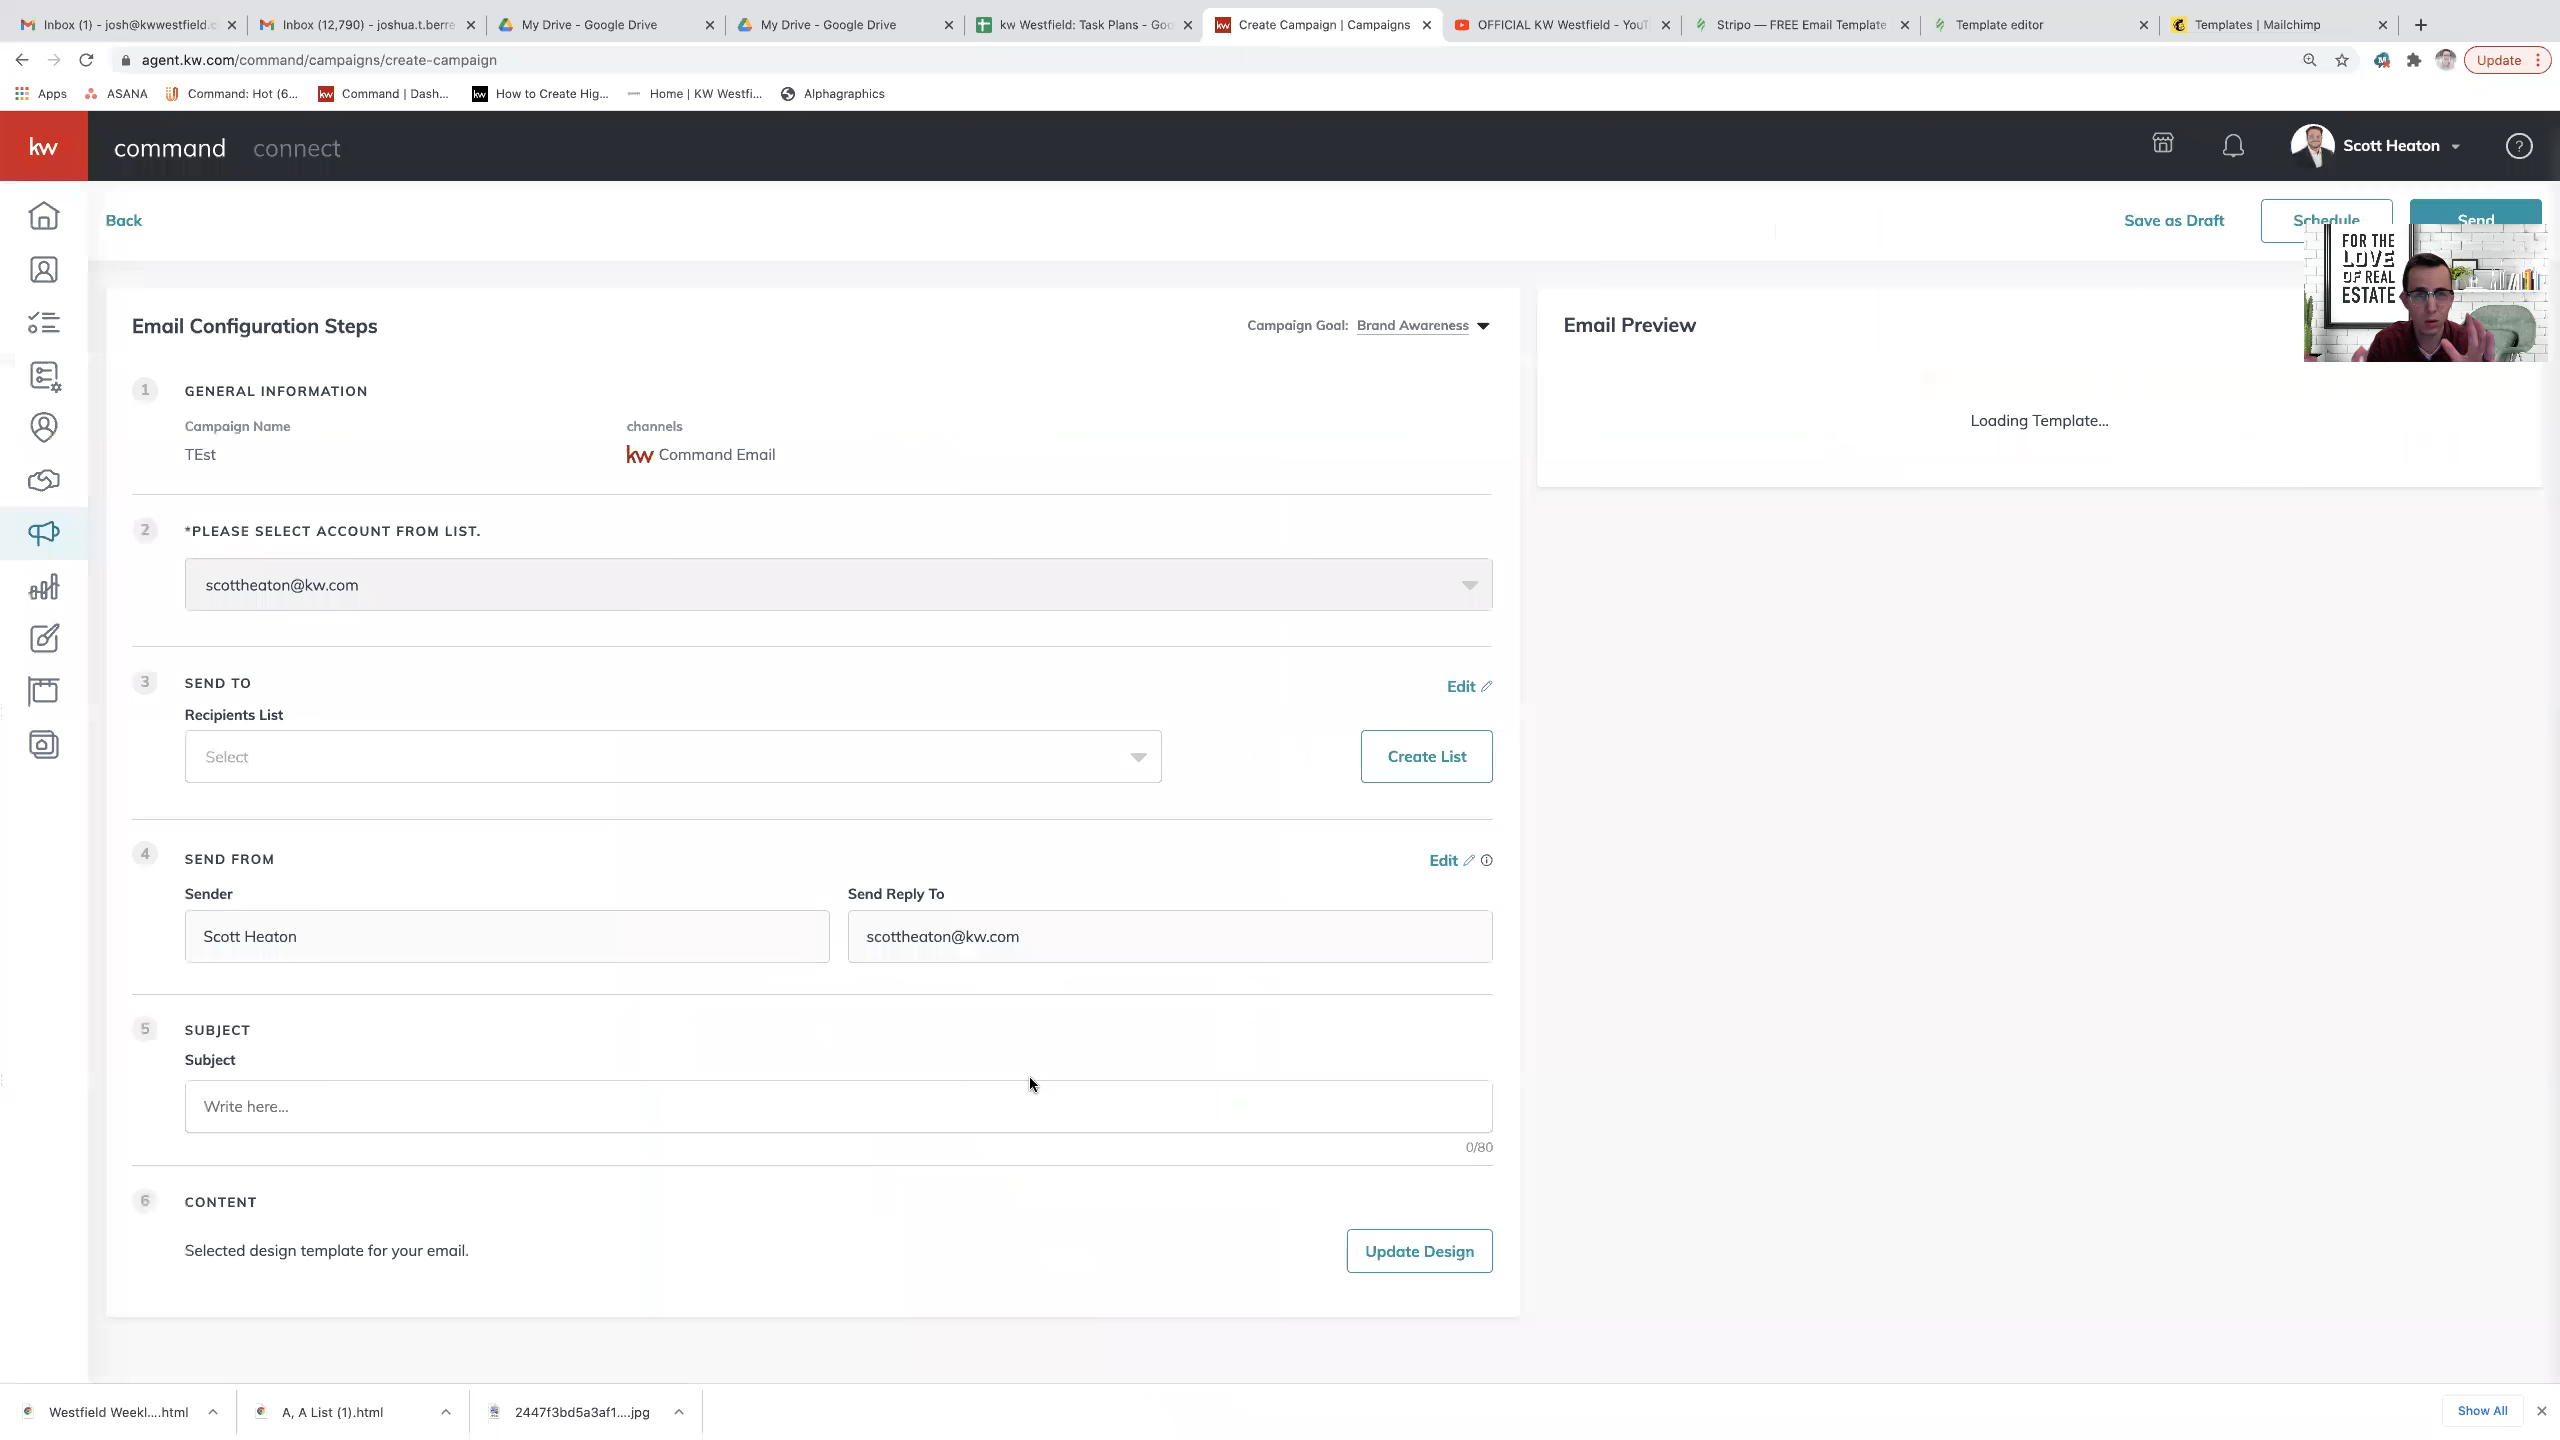 Inbox (1) - josh@kwwestfield.c
Inbox (12,790) - joshua.t.berre
My Drive - Google Drive
My Drive - Google Drive
kw Westfield: Task Plans - Goo
Create Campaign | Campaigns
OFFICIAL KW Westfield - YouT
Stripo — FREE Email Template
Template editor
Templates | Mailchimp
agent.kw.com/command/campaigns/create-campaign
Update
Apps
ASANA
Command: Hot (6...
Command | Dash...
How to Create Hig...
Home | KW Westfi...
Alphagraphics
kw
command
connect
Scott Heaton
Back
Save as Draft
Schedule
Send
FOR THE
LOVE
OF REAL
ESTATE
Email Configuration Steps
Campaign Goal: Brand Awareness
Email Preview
Loading Template...
1 GENERAL INFORMATION
Campaign Name
channels
TEst
kw Command Email
2 *PLEASE SELECT ACCOUNT FROM LIST.
scottheaton@kw.com
3 SEND TO
Edit
Recipients List
Select
Create List
4 SEND FROM
Edit
Sender
Send Reply To
Scott Heaton
scottheaton@kw.com
5 SUBJECT
Subject
Write here...
0/80
6 CONTENT
Selected design template for your email.
Update Design
Westfield Weekl....html
A, A List (1).html
2447f3bd5a3af1....jpg
Show All